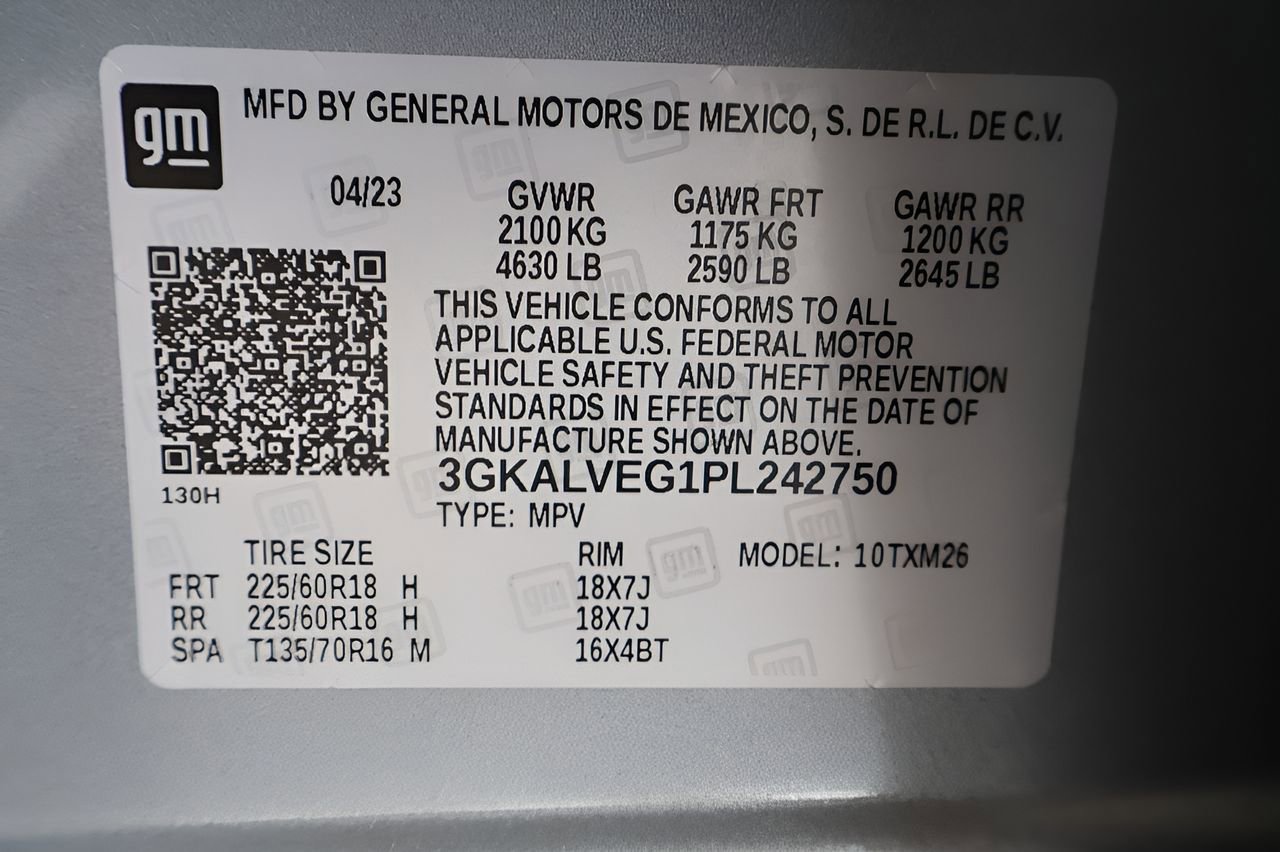 gm
MFD BY GENERAL MOTORS DE MEXICO, S. DE R.L. DE C.V.
04/23 GVWR GAWR FRT GAWR RR
2100 KG 1175 KG 1200 KG
4630 LB 2590 LB 2645 LB
THIS VEHICLE CONFORMS TO ALL
APPLICABLE U.S. FEDERAL MOTOR
VEHICLE SAFETY AND THEFT PREVENTION
STANDARDS IN EFFECT ON THE DATE OF
MANUFACTURE SHOWN ABOVE.
3GKALVEG1PL242750
130H
TYPE: MPV
TIRE SIZE RIM MODEL: 10TXM26
FRT 225/60R18 H 18X7J
RR 225/60R18 H 18X7J
SPA T135/70R16 M 16X4BT